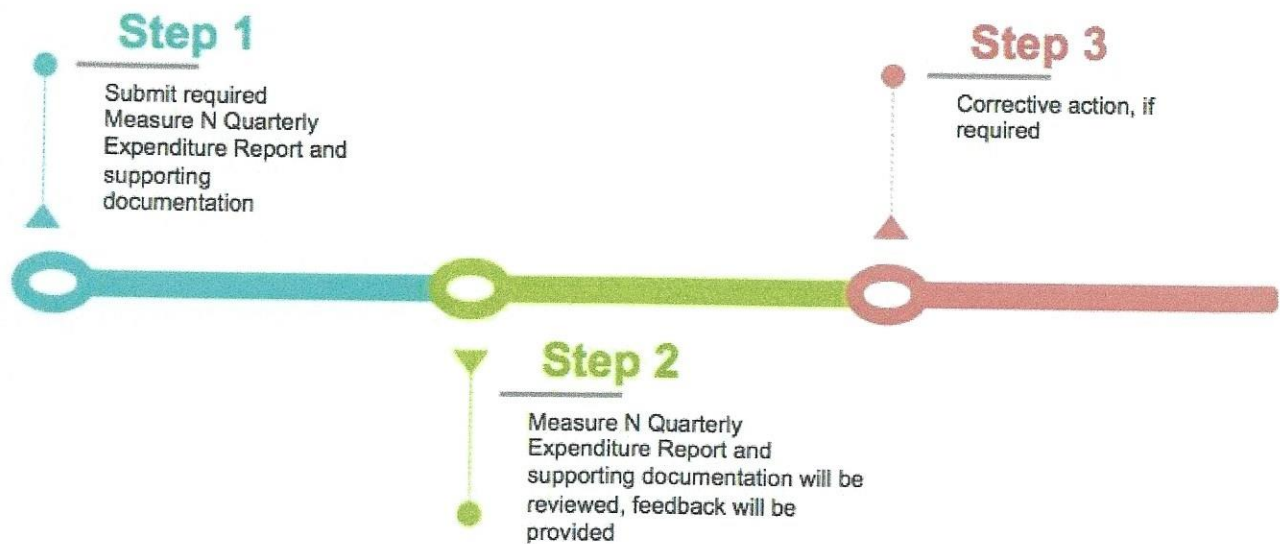 Step 1
Submit required
Measure N Quarterly
Expenditure Report and
supporting
documentation
Step 2
Measure N Quarterly
Expenditure Report and
supporting documentation will be
reviewed, feedback will be
provided
Step 3
Corrective action, if
required